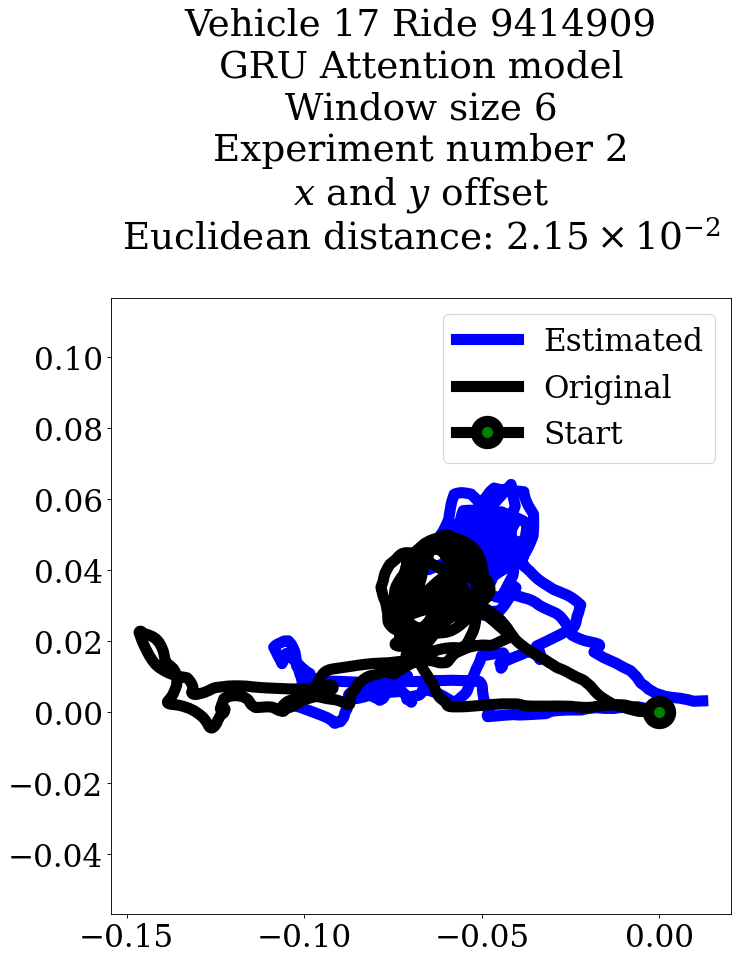 Vehicle 17 Ride 9414909
GRU Attention model
Window size 6
Experiment number 2
x and y offset
Euclidean distance: 2.15 × 10⁻²
Estimated
Original
Start
0.10
0.08
0.06
0.04
0.02
0.00
−0.02
−0.04
−0.15
−0.10
−0.05
0.00